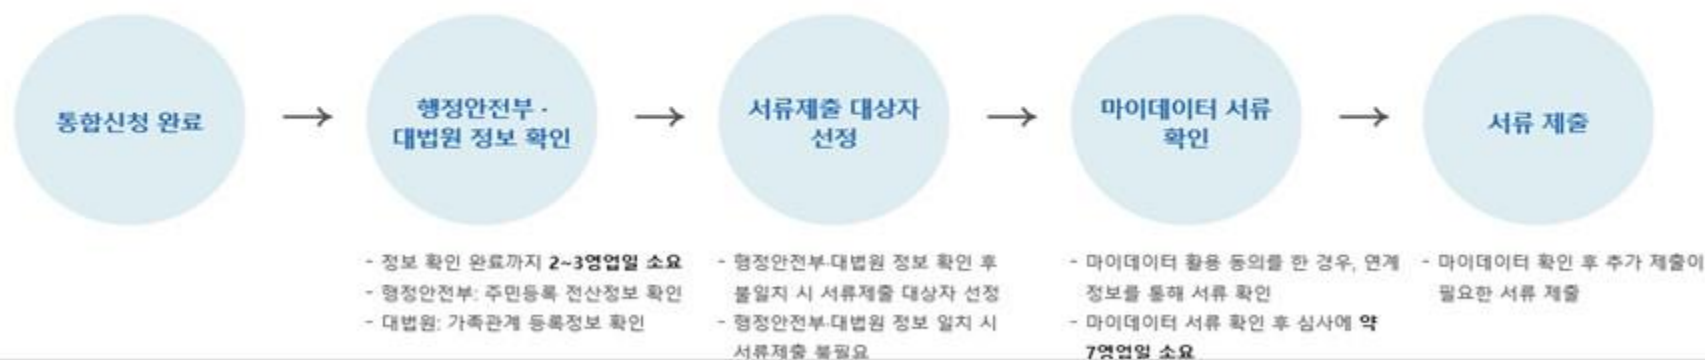 통합신청 완료
→
행정안전부 ·
대법원 정보 확인
→
서류제출 대상자
선정
→
마이데이터 서류
확인
→
서류 제출
- 정보 확인 완료까지 2~3영업일 소요
- 행정안전부: 주민등록 전산정보 확인
- 대법원: 가족관계 등록정보 확인
- 행정안전부·대법원 정보 확인 후
불일치 시 서류제출 대상자 선정
- 행정안전부·대법원 정보 일치 시
서류제출 불필요
- 마이데이터 활용 동의를 한 경우, 연계
정보를 통해 서류 확인
- 마이데이터 서류 확인 후 심사에 약
7영업일 소요
- 마이데이터 확인 후 추가 제출이
필요한 서류 제출